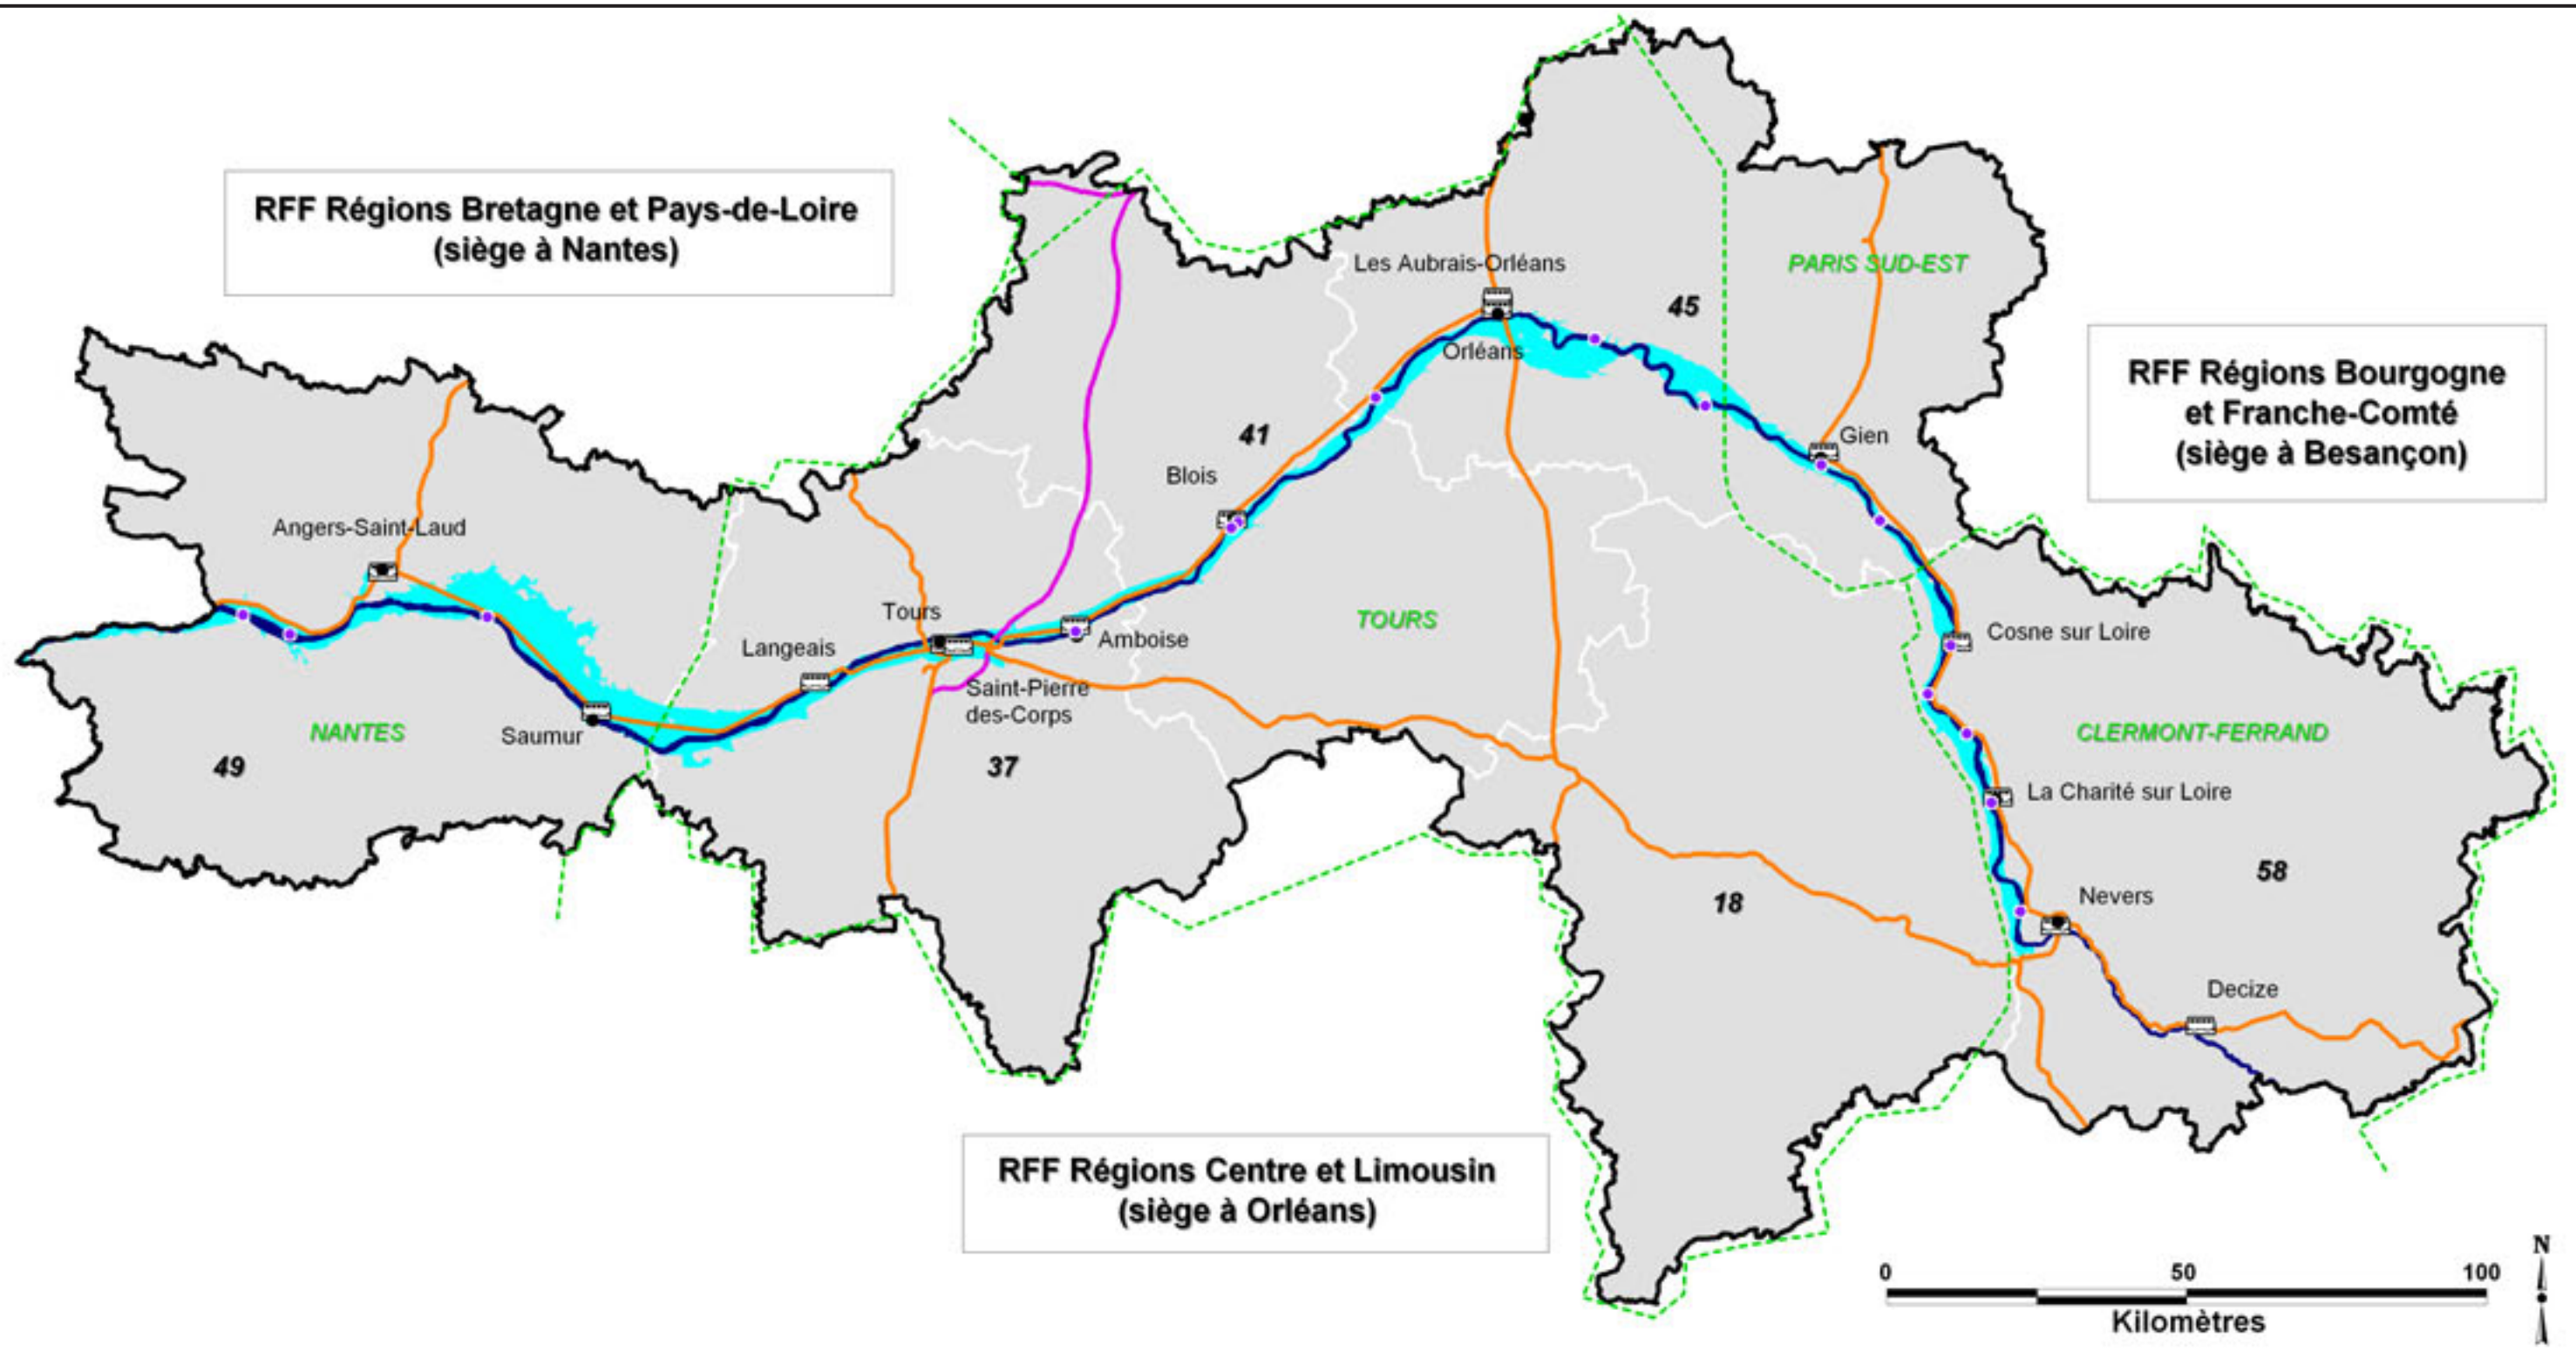 RFF Régions Bretagne et Pays-de-Loire
(siège à Nantes)
Les Aubrais-Orléans
PARIS SUD-EST
45
Orléans
RFF Régions Bourgogne
et Franche-Comté
(siège à Besançon)
41
Gien
Blois
Angers-Saint-Laud
Tours
TOURS
Amboise
Cosne sur Loire
Langeais
Saint-Pierre
des-Corps
NANTES
Saumur
CLERMONT-FERRAND
49
37
La Charité sur Loire
58
18
Nevers
Decize
RFF Régions Centre et Limousin
(siège à Orléans)
N
0 50 100
Kilomètres